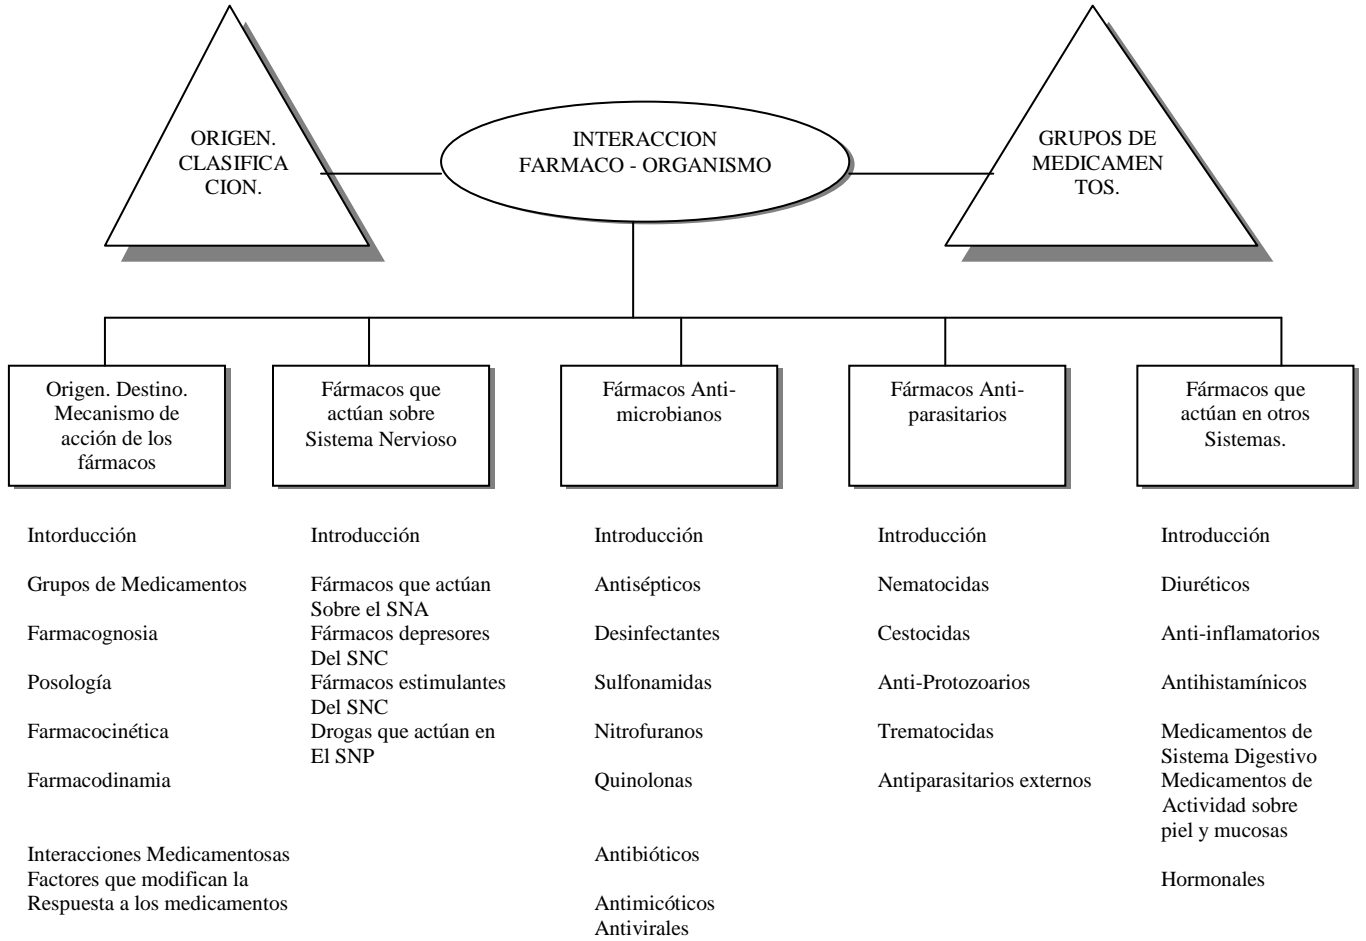 ORIGEN.
CLASIFICA
CION.
INTERACCION
FARMACO - ORGANISMO
GRUPOS DE
MEDICAMEN
TOS.
Origen. Destino.
Mecanismo de
acción de los
fármacos
Fármacos que
actúan sobre
Sistema Nervioso
Fármacos Anti-
microbianos
Fármacos Anti-
parasitarios
Fármacos que
actúan en otros
Sistemas.
Intorducción
Grupos de Medicamentos
Farmacognosia
Posología
Farmacocinética
Farmacodinamia
Interacciones Medicamentosas
Factores que modifican la
Respuesta a los medicamentos
Introducción
Fármacos que actúan
Sobre el SNA
Fármacos depresores
Del SNC
Fármacos estimulantes
Del SNC
Drogas que actúan en
El SNP
Introducción
Antisépticos
Desinfectantes
Sulfonamidas
Nitrofuranos
Quinolonas
Antibióticos
Antimicóticos
Antivirales
Introducción
Nematocidas
Cestocidas
Anti-Protozoarios
Trematocidas
Antiparasitarios externos
Introducción
Diuréticos
Anti-inflamatorios
Antihistamínicos
Medicamentos de
Sistema Digestivo
Medicamentos de
Actividad sobre
piel y mucosas
Hormonales